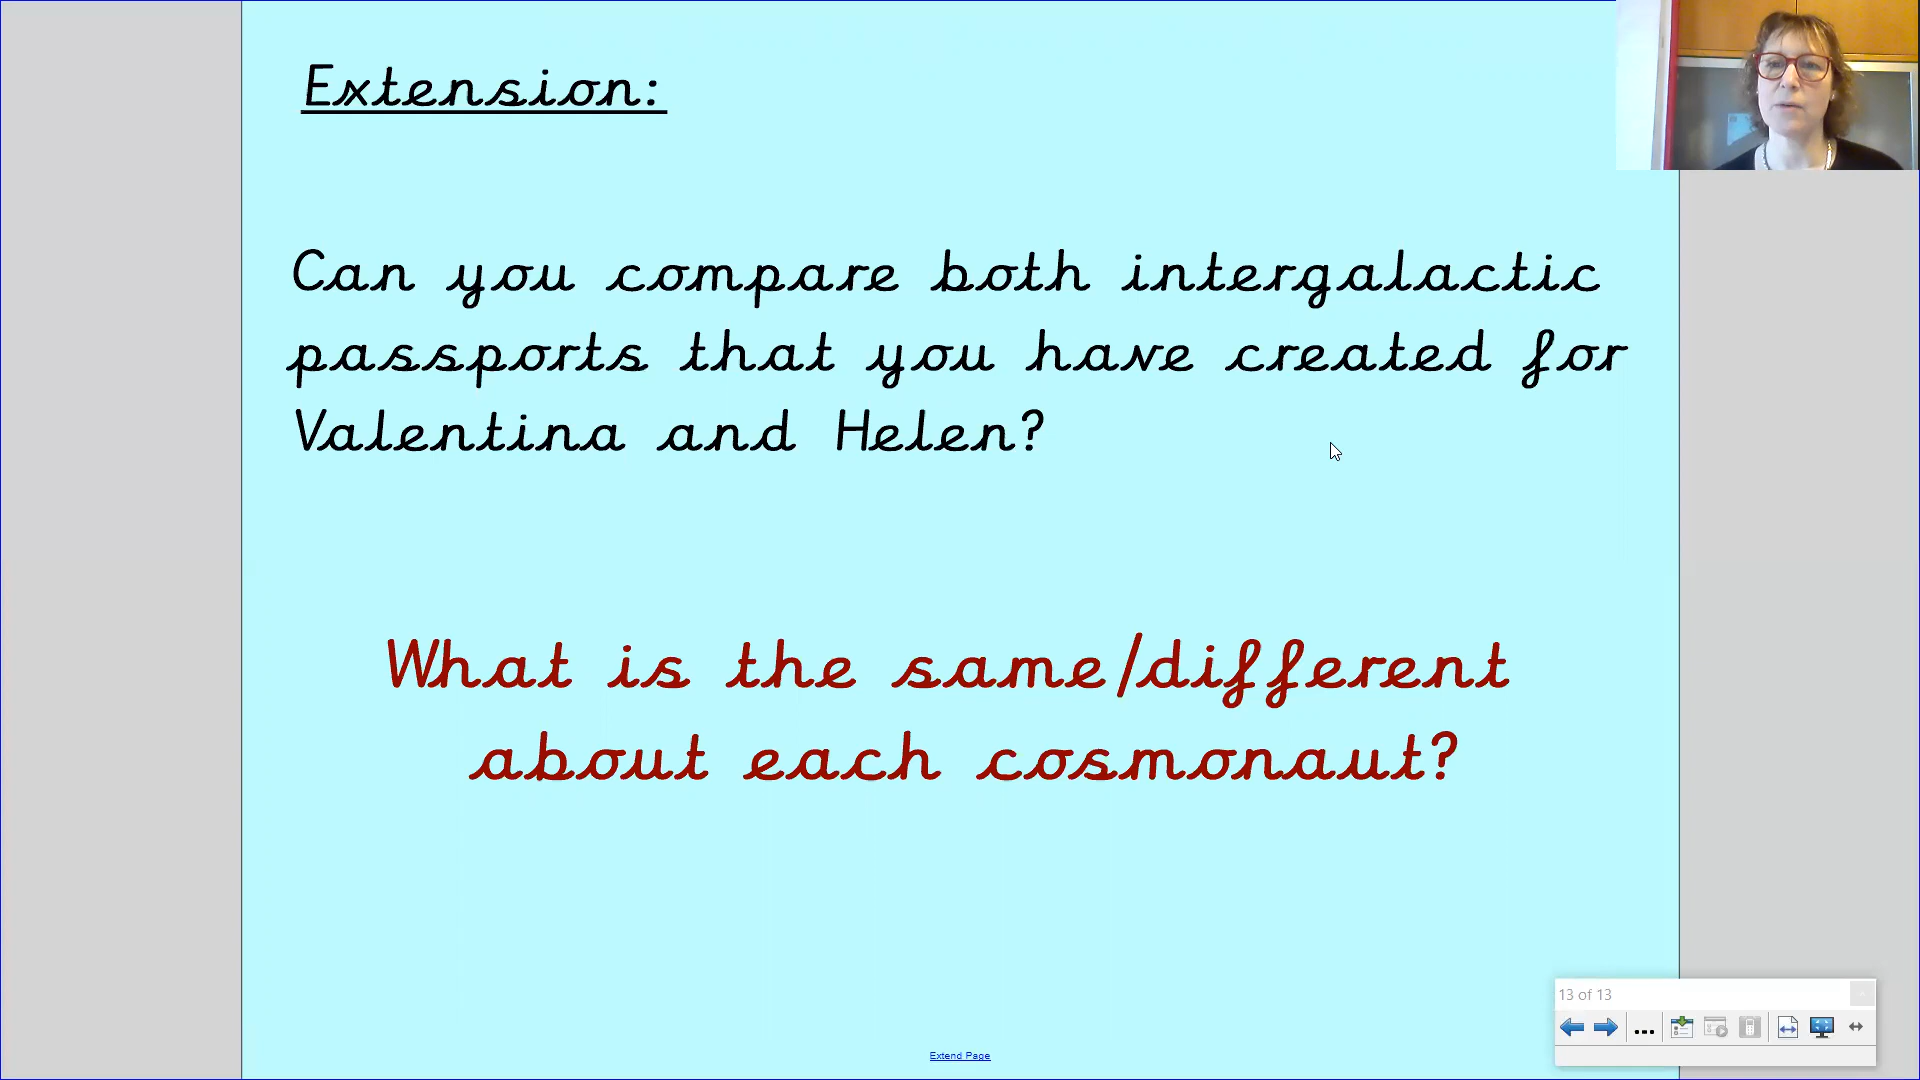 Extension:
Can you compare both intergalactic
passports that you have created for
Valentina and Helen?
What is the same/different
about each cosmonaut?
13 of 13
...
Extend Page